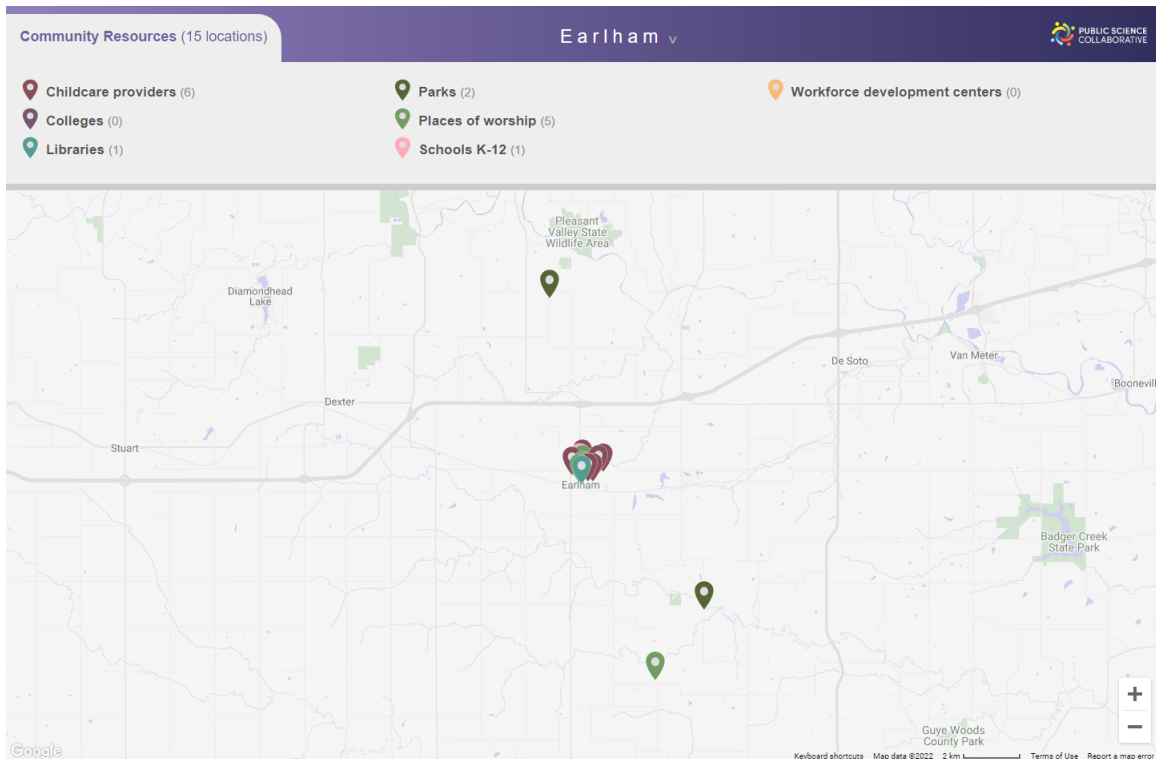 Community Resources (15 locations)
Earlham v
PUBLIC SCIENCE
COLLABORATIVE
Childcare providers (6)
Colleges (0)
Libraries (1)
Parks (2)
Places of worship (5)
Schools K-12 (1)
Workforce development centers (0)
Pleasant
Valley State
Wildlife Area
Diamondhead
Lake
De Soto
Van Meter
Boonevill
Dexter
Stuart
Earlham
Badger Creek
State Park
Guye Woods
County Park
+
−
Google
Keyboard shortcuts Map data ©2022 2 km Terms of Use Report a map error